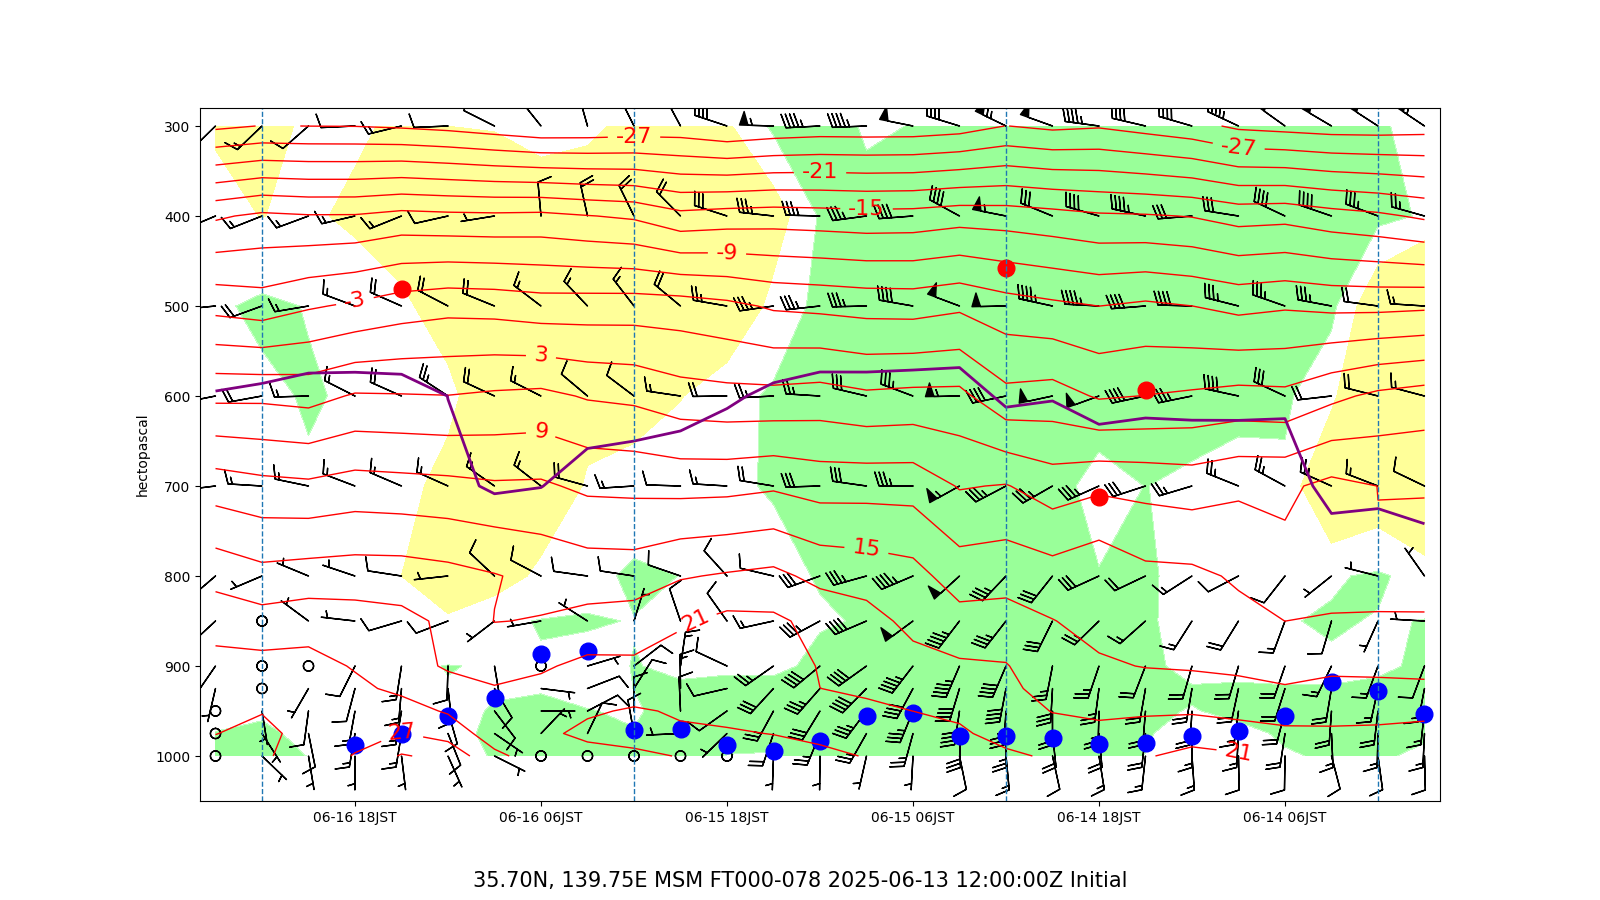 300
400
500
600
700
800
900
1000
hectopascal
-27
-27
-21
-15
-9
-3
3
9
15
21
27
21
06-16 18JST
06-16 06JST
06-15 18JST
06-15 06JST
06-14 18JST
06-14 06JST
35.70N, 139.75E MSM FT000-078 2025-06-13 12:00:00Z Initial